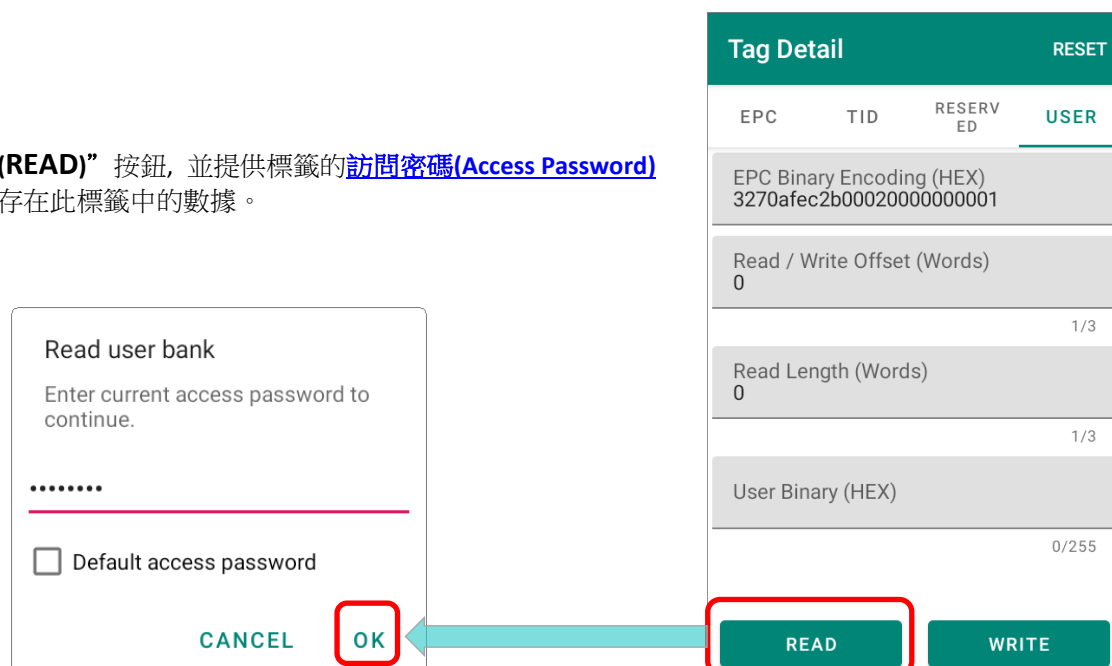 (READ)” 按鈕, 並提供標籤的訪問密碼(Access Password)
存在此標籤中的數據。
Read user bank
Enter current access password to
continue.
••••••••
Default access password
CANCEL OK
Tag Detail RESET
EPC TID RESERV
ED USER
EPC Binary Encoding (HEX)
3270afec2b00020000000001
Read / Write Offset (Words)
0
1/3
Read Length (Words)
0
1/3
User Binary (HEX)
0/255
READ WRITE